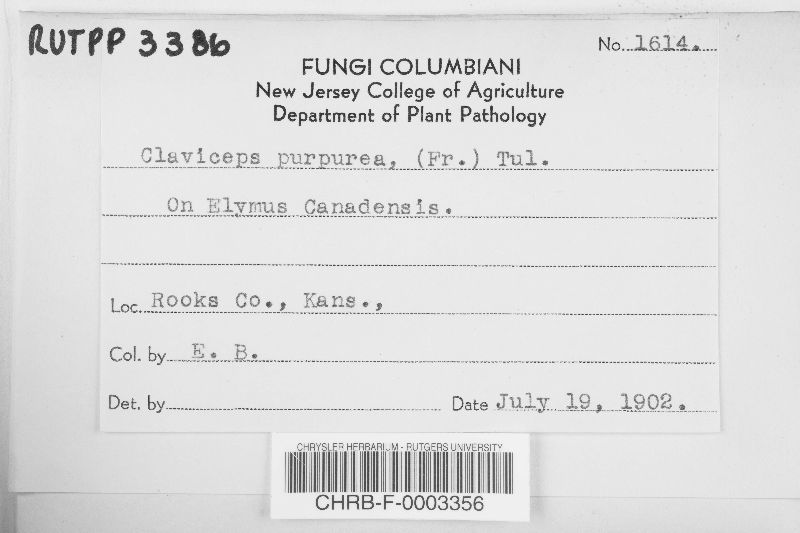 RUTPP 3386
No. 1614.
FUNGI COLUMBIANI
New Jersey College of Agriculture
Department of Plant Pathology
Claviceps purpurea, (Fr.) Tul.
On Elymus Canadensis.
Loc. Rooks Co., Kans.,
Col. by E. B.
Det. by
Date July 19, 1902.
CHRYSLER HERBARIUM - RUTGERS UNIVERSITY
CHRB-F-0003356